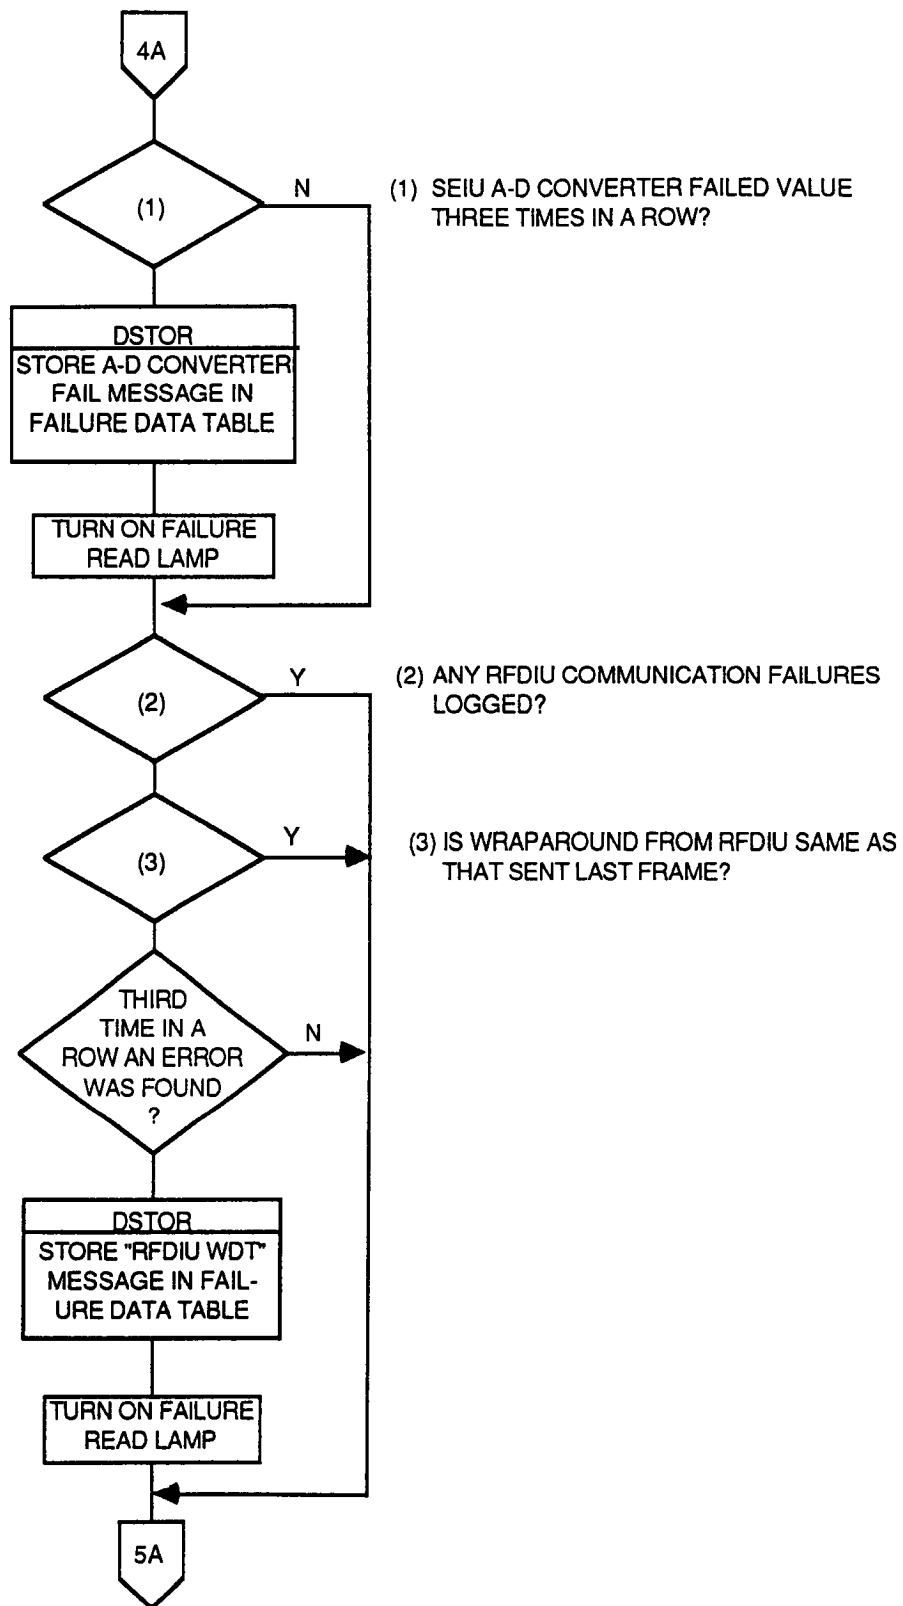 4A
(1)
N
(1) SEIU A-D CONVERTER FAILED VALUE
THREE TIMES IN A ROW?
DSTOR
STORE A-D CONVERTER
FAIL MESSAGE IN
FAILURE DATA TABLE
TURN ON FAILURE
READ LAMP
(2)
Y
(2) ANY RFDIU COMMUNICATION FAILURES
LOGGED?
(3)
Y
(3) IS WRAPAROUND FROM RFDIU SAME AS
THAT SENT LAST FRAME?
THIRD
TIME IN A
ROW AN ERROR
WAS FOUND
?
N
DSTOR
STORE "RFDIU WDT"
MESSAGE IN FAIL-
URE DATA TABLE
TURN ON FAILURE
READ LAMP
5A